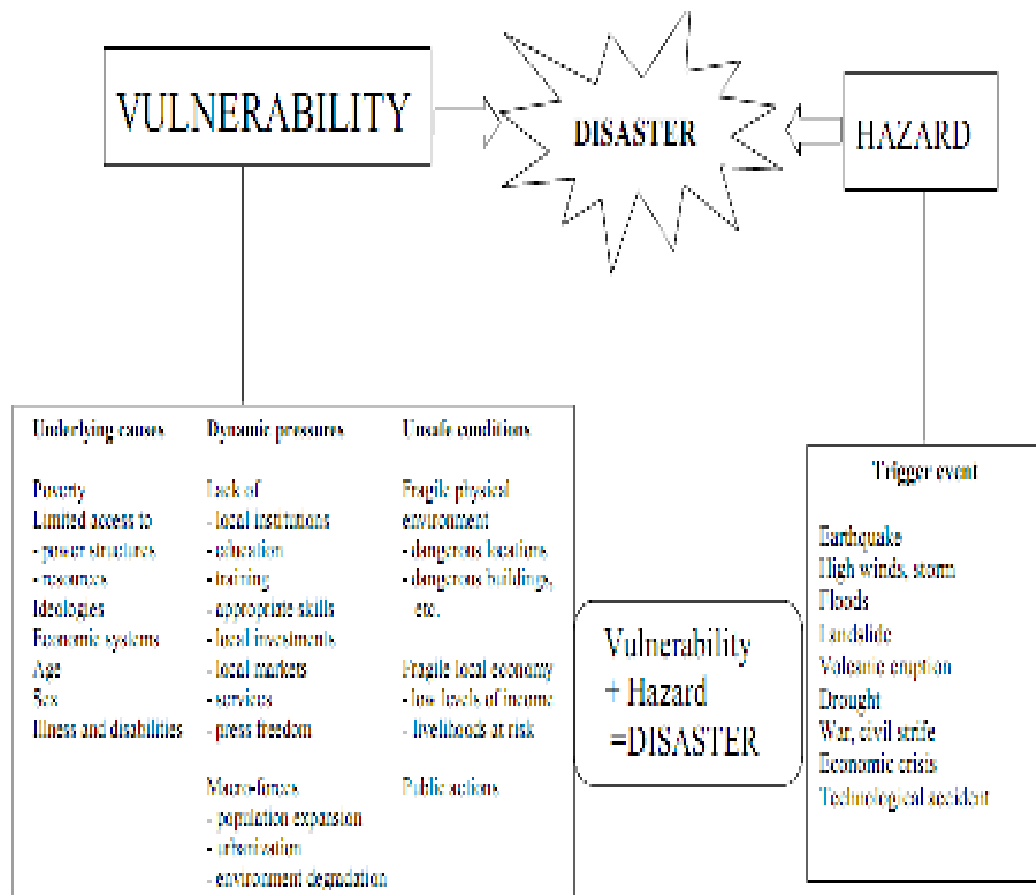 VULNERABILITY
DISASTER
HAZARD
Underlying causes
Poverty
Limited access to
- power structures
- resources
Ideologies
Economic systems
Age
Sex
Illness and disabilities
Dynamic pressures
Lack of
- local institutions
- education
- training
- appropriate skills
- local investments
- local markets
- services
- press freedom
Macro-forces
- population expansion
- urbanization
- environment degradation
Unsafe conditions
Fragile physical
environment
- dangerous locations
- dangerous buildings,
etc.
Fragile local economy
- low levels of income
- livelihoods at risk
Public actions
Vulnerability
+ Hazard
=DISASTER
Trigger event
Earthquake
High winds, storm
Floods
Landslide
Volcanic eruption
Drought
War, civil strife
Economic crisis
Technological accident